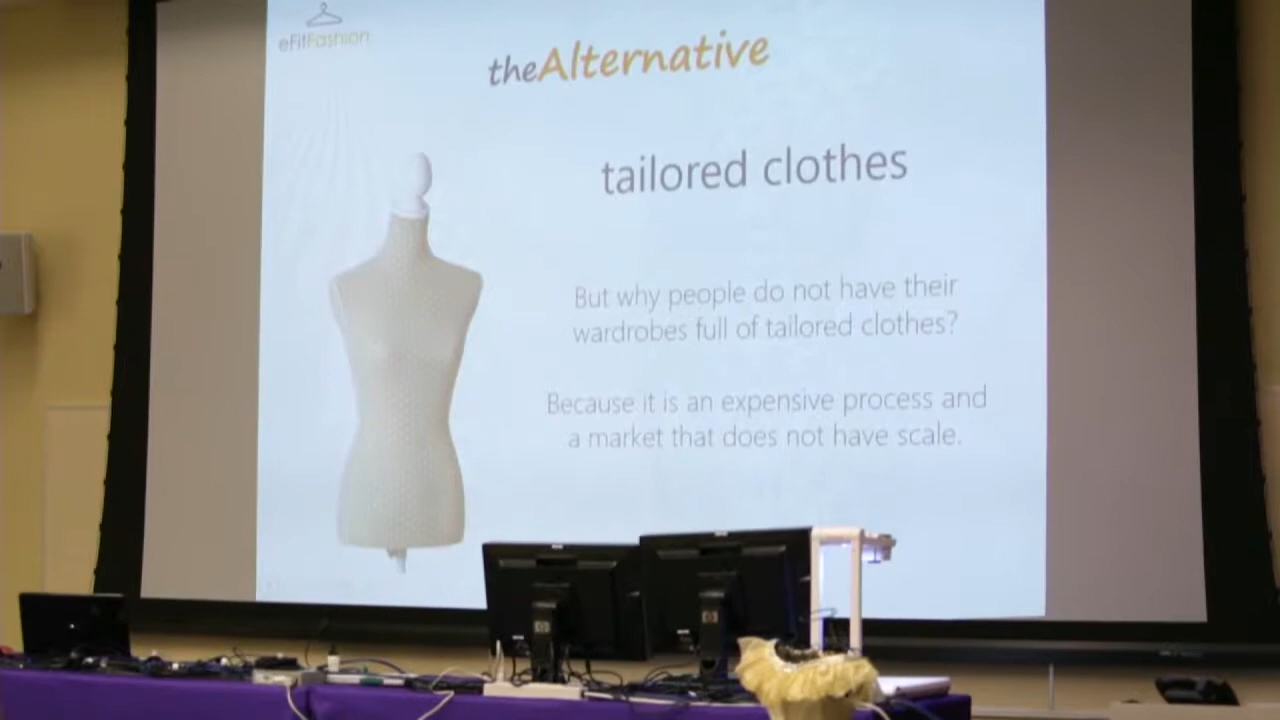 eFitFashion
theAlternative
tailored clothes
But why people do not have their
wardrobes full of tailored clothes?
Because it is an expensive process and
a market that does not have scale.